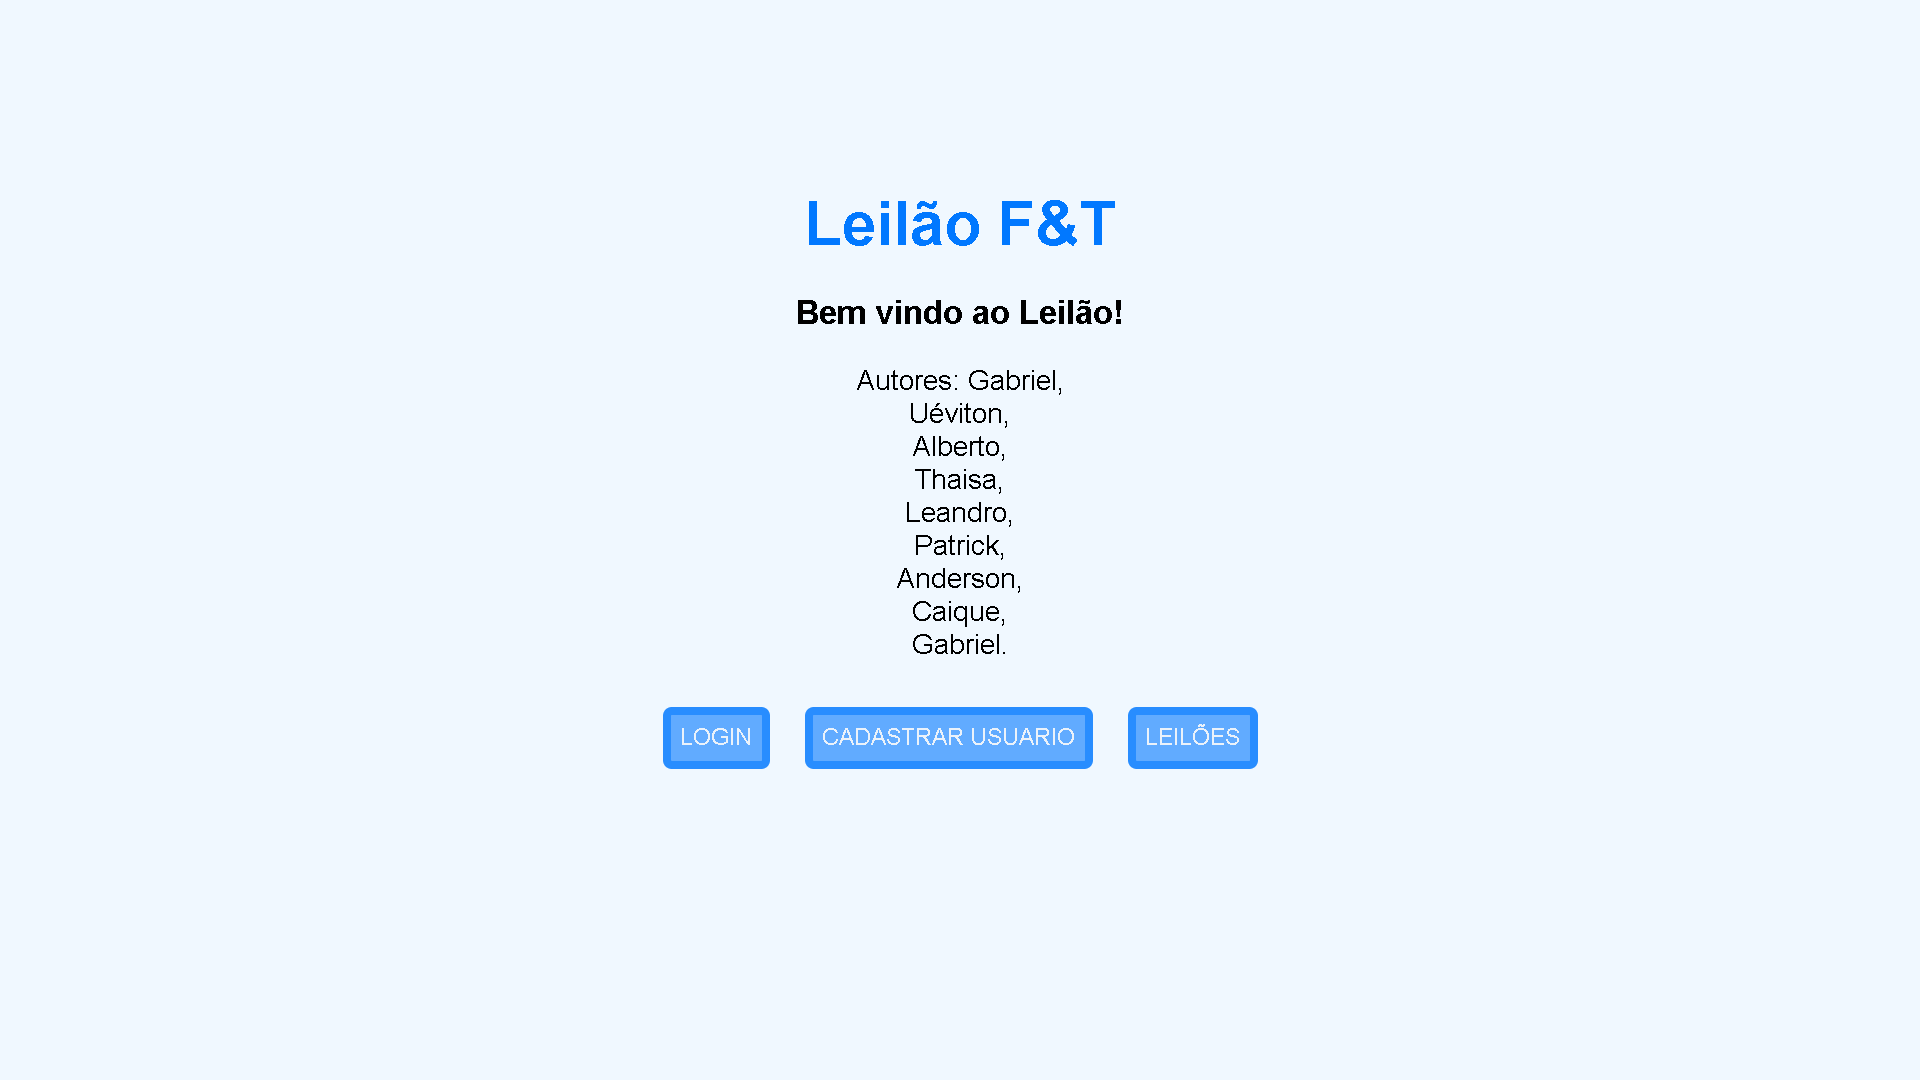 Leilão F&T
Bem vindo ao Leilão!
Autores: Gabriel,
Uéviton,
Alberto,
Thaisa,
Leandro,
Patrick,
Anderson,
Caique,
Gabriel.
LOGIN
CADASTRAR USUARIO
LEILÕES